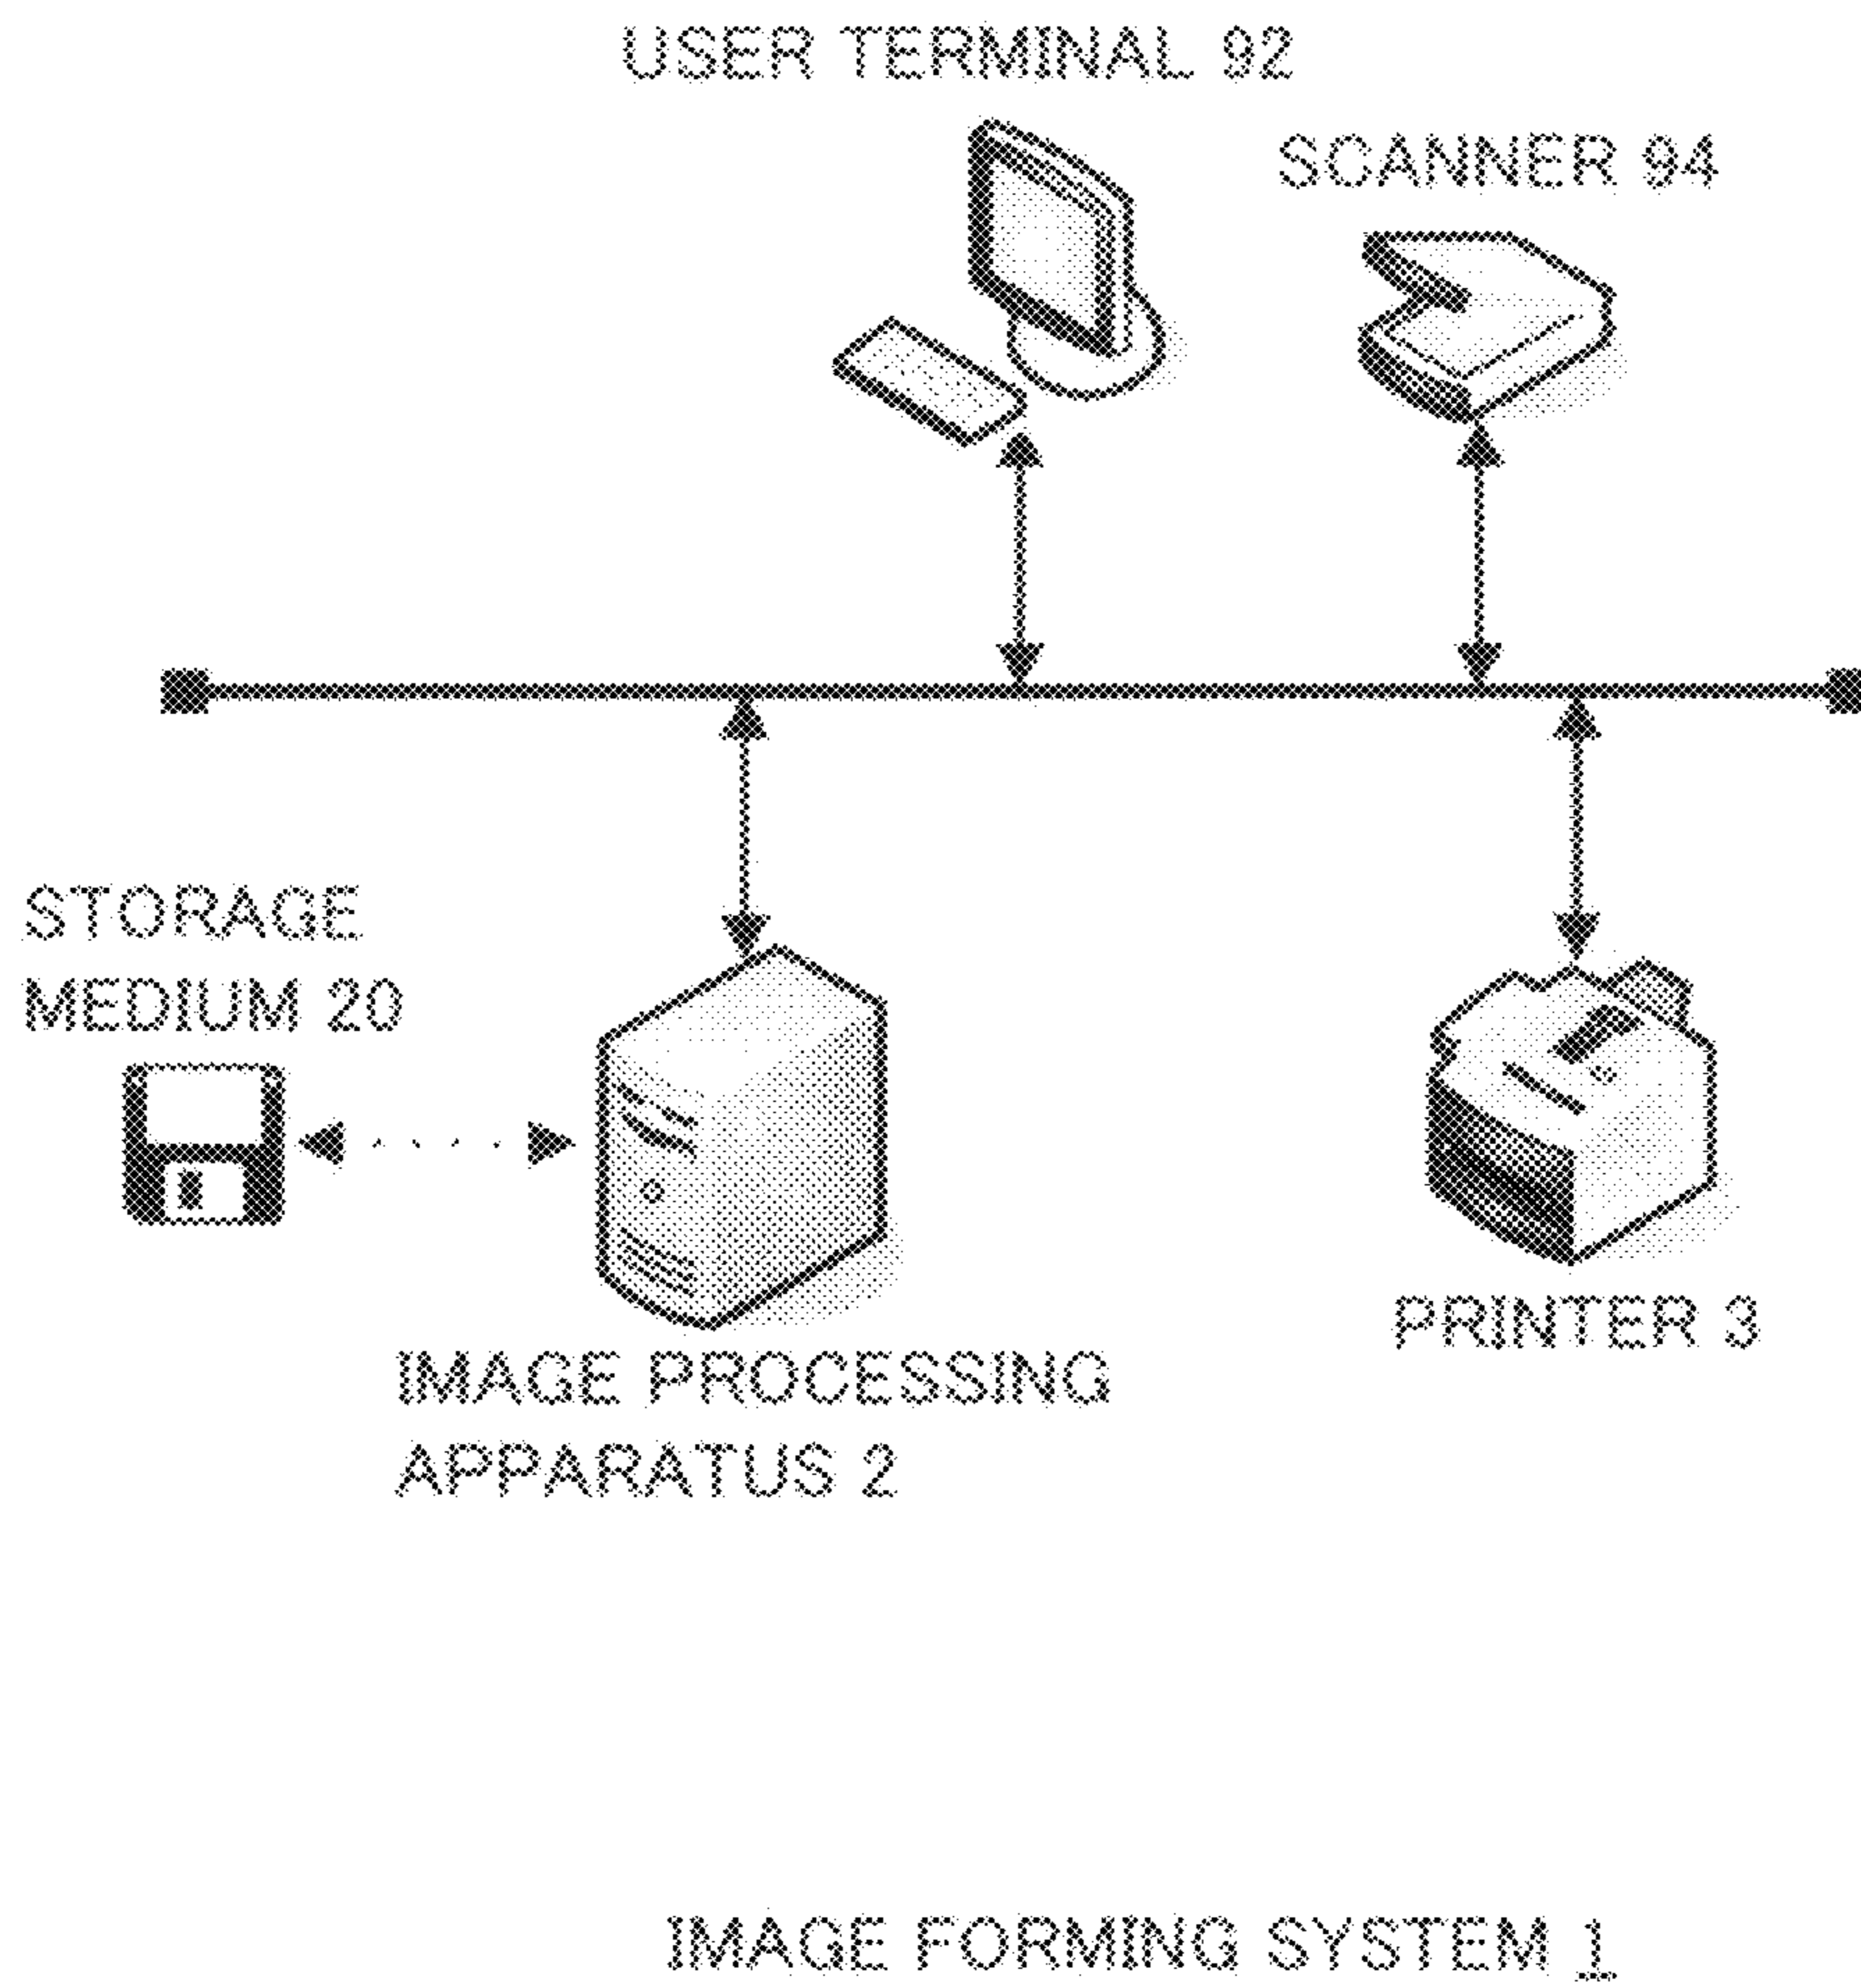 USER TERMINAL 92
SCANNER 94
STORAGE
MEDIUM 20
PRINTER 3
IMAGE PROCESSING
APPARATUS 2
IMAGE FORMING SYSTEM 1